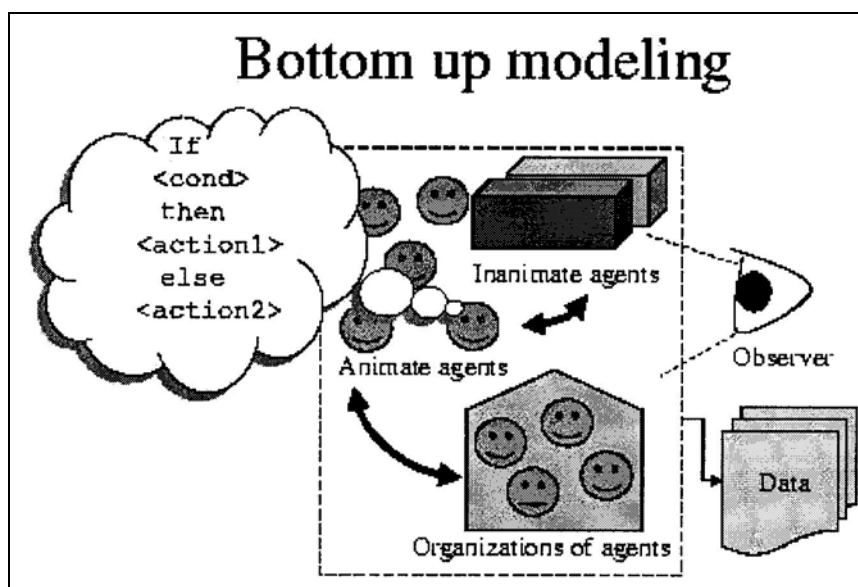 Bottom up modeling
If
<cond>
then
<action1>
else
<action2>
Inanimate agents
Animate agents
Observer
Data
Organizations of agents